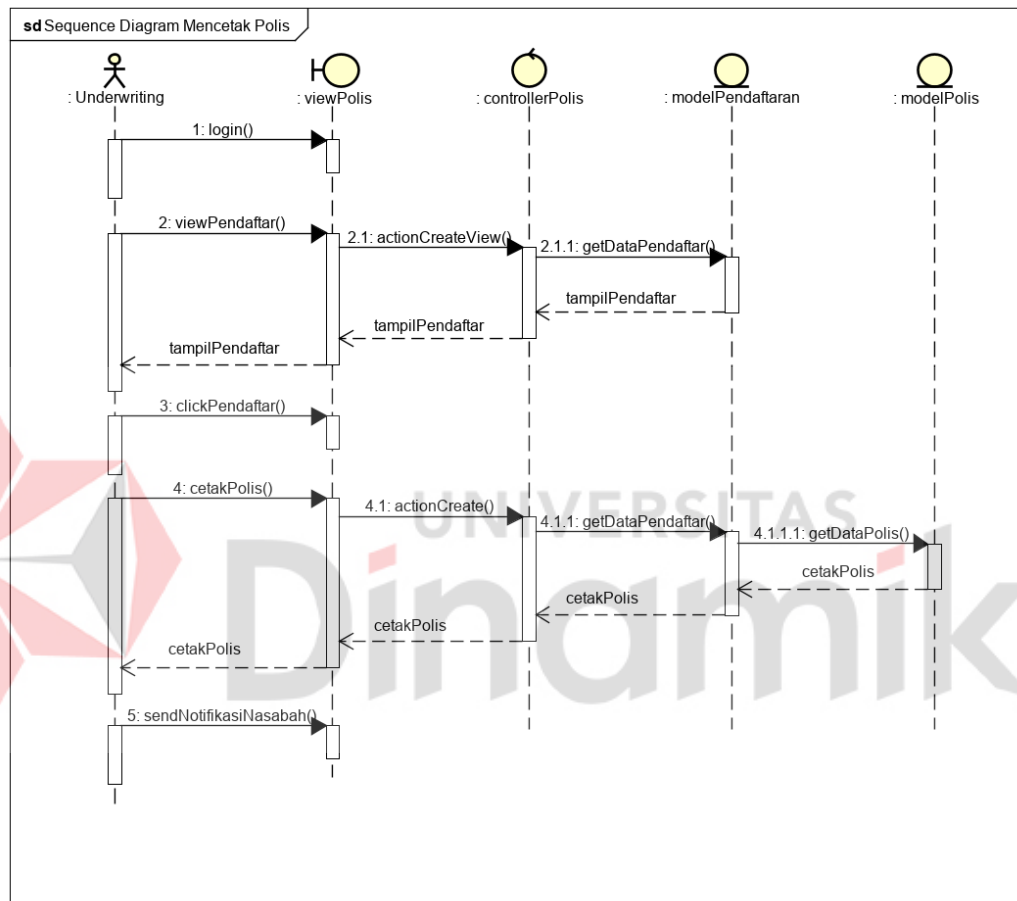 sd Sequence Diagram Mencetak Polis
: Underwriting
: viewPolis
: controllerPolis
: modelPendaftaran
: modelPolis
1: login()
2: viewPendaftar()
2.1: actionCreateView()
2.1.1: getDataPendaftar()
tampilPendaftar
tampilPendaftar
tampilPendaftar
3: clickPendaftar()
4: cetakPolis()
4.1: actionCreate()
4.1.1: getDataPendaftar()
4.1.1.1: getDataPolis()
cetakPolis
cetakPolis
cetakPolis
cetakPolis
5: sendNotifikasiNasabah()
UNIVERSITAS
Dinamika